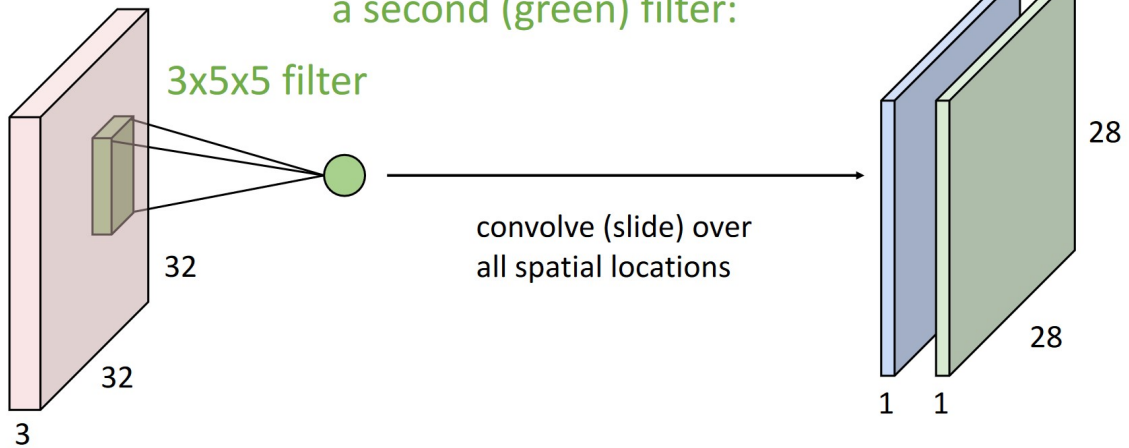 a second (green) filter:
3x5x5 filter
28
convolve (slide) over
all spatial locations
32
28
32
1
1
3